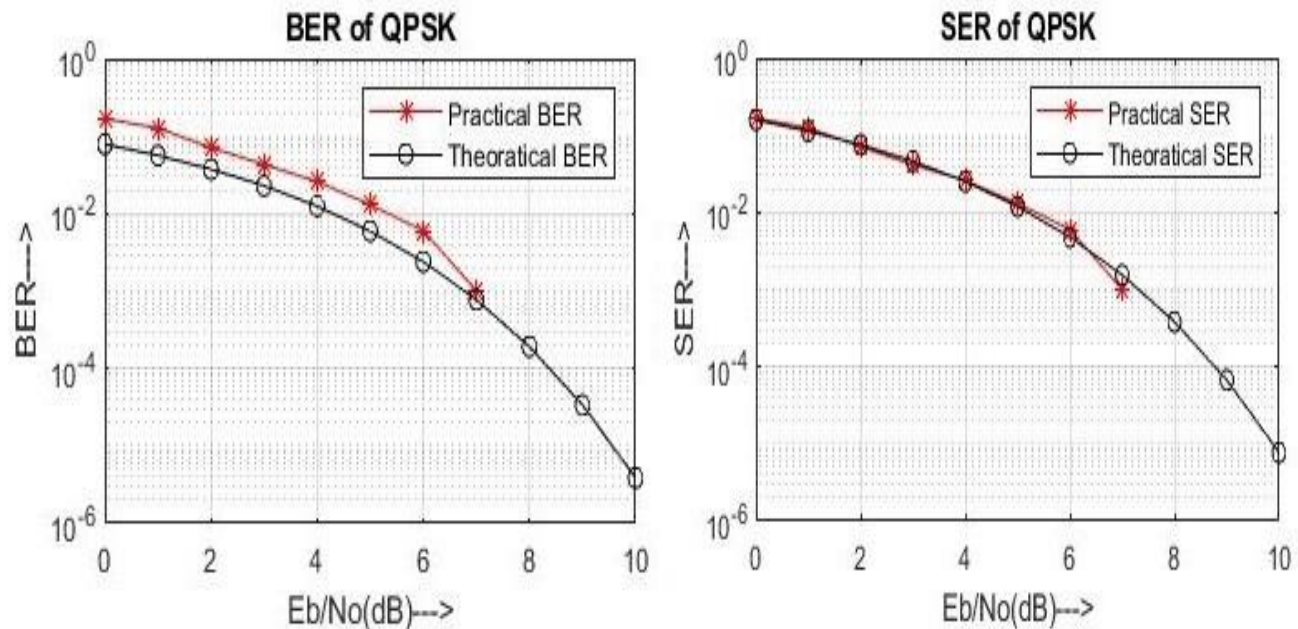 BER of QPSK
10^0
10^-2
10^-4
10^-6
BER---->
Practical BER
Theoratical BER
0 2 4 6 8 10
Eb/No(dB)--->
SER of QPSK
10^0
10^-2
10^-4
10^-6
SER---->
Practical SER
Theoratical SER
0 2 4 6 8 10
Eb/No(dB)--->